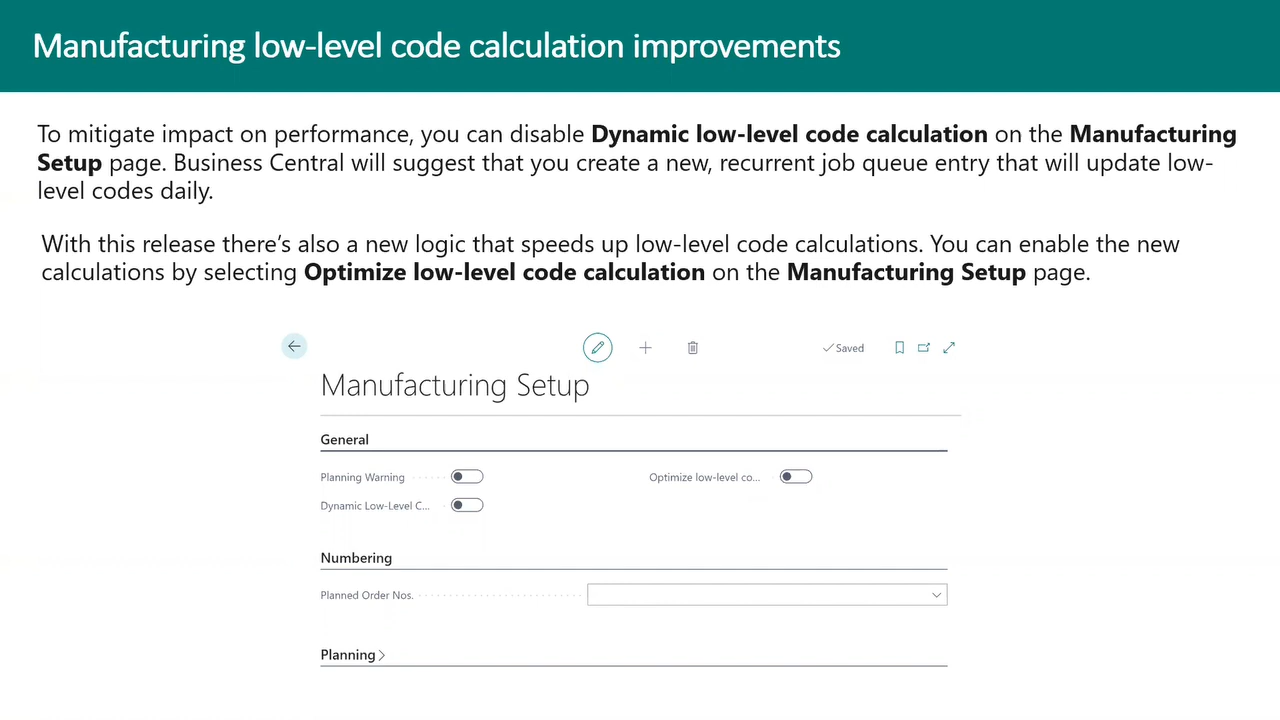 Manufacturing low-level code calculation improvements
To mitigate impact on performance, you can disable Dynamic low-level code calculation on the Manufacturing
Setup page. Business Central will suggest that you create a new, recurrent job queue entry that will update low-
level codes daily.
With this release there’s also a new logic that speeds up low-level code calculations. You can enable the new
calculations by selecting Optimize low-level code calculation on the Manufacturing Setup page.
Saved
Manufacturing Setup
General
Planning Warning
Optimize low-level co...
Dynamic Low-Level C...
Numbering
Planned Order Nos.
Planning